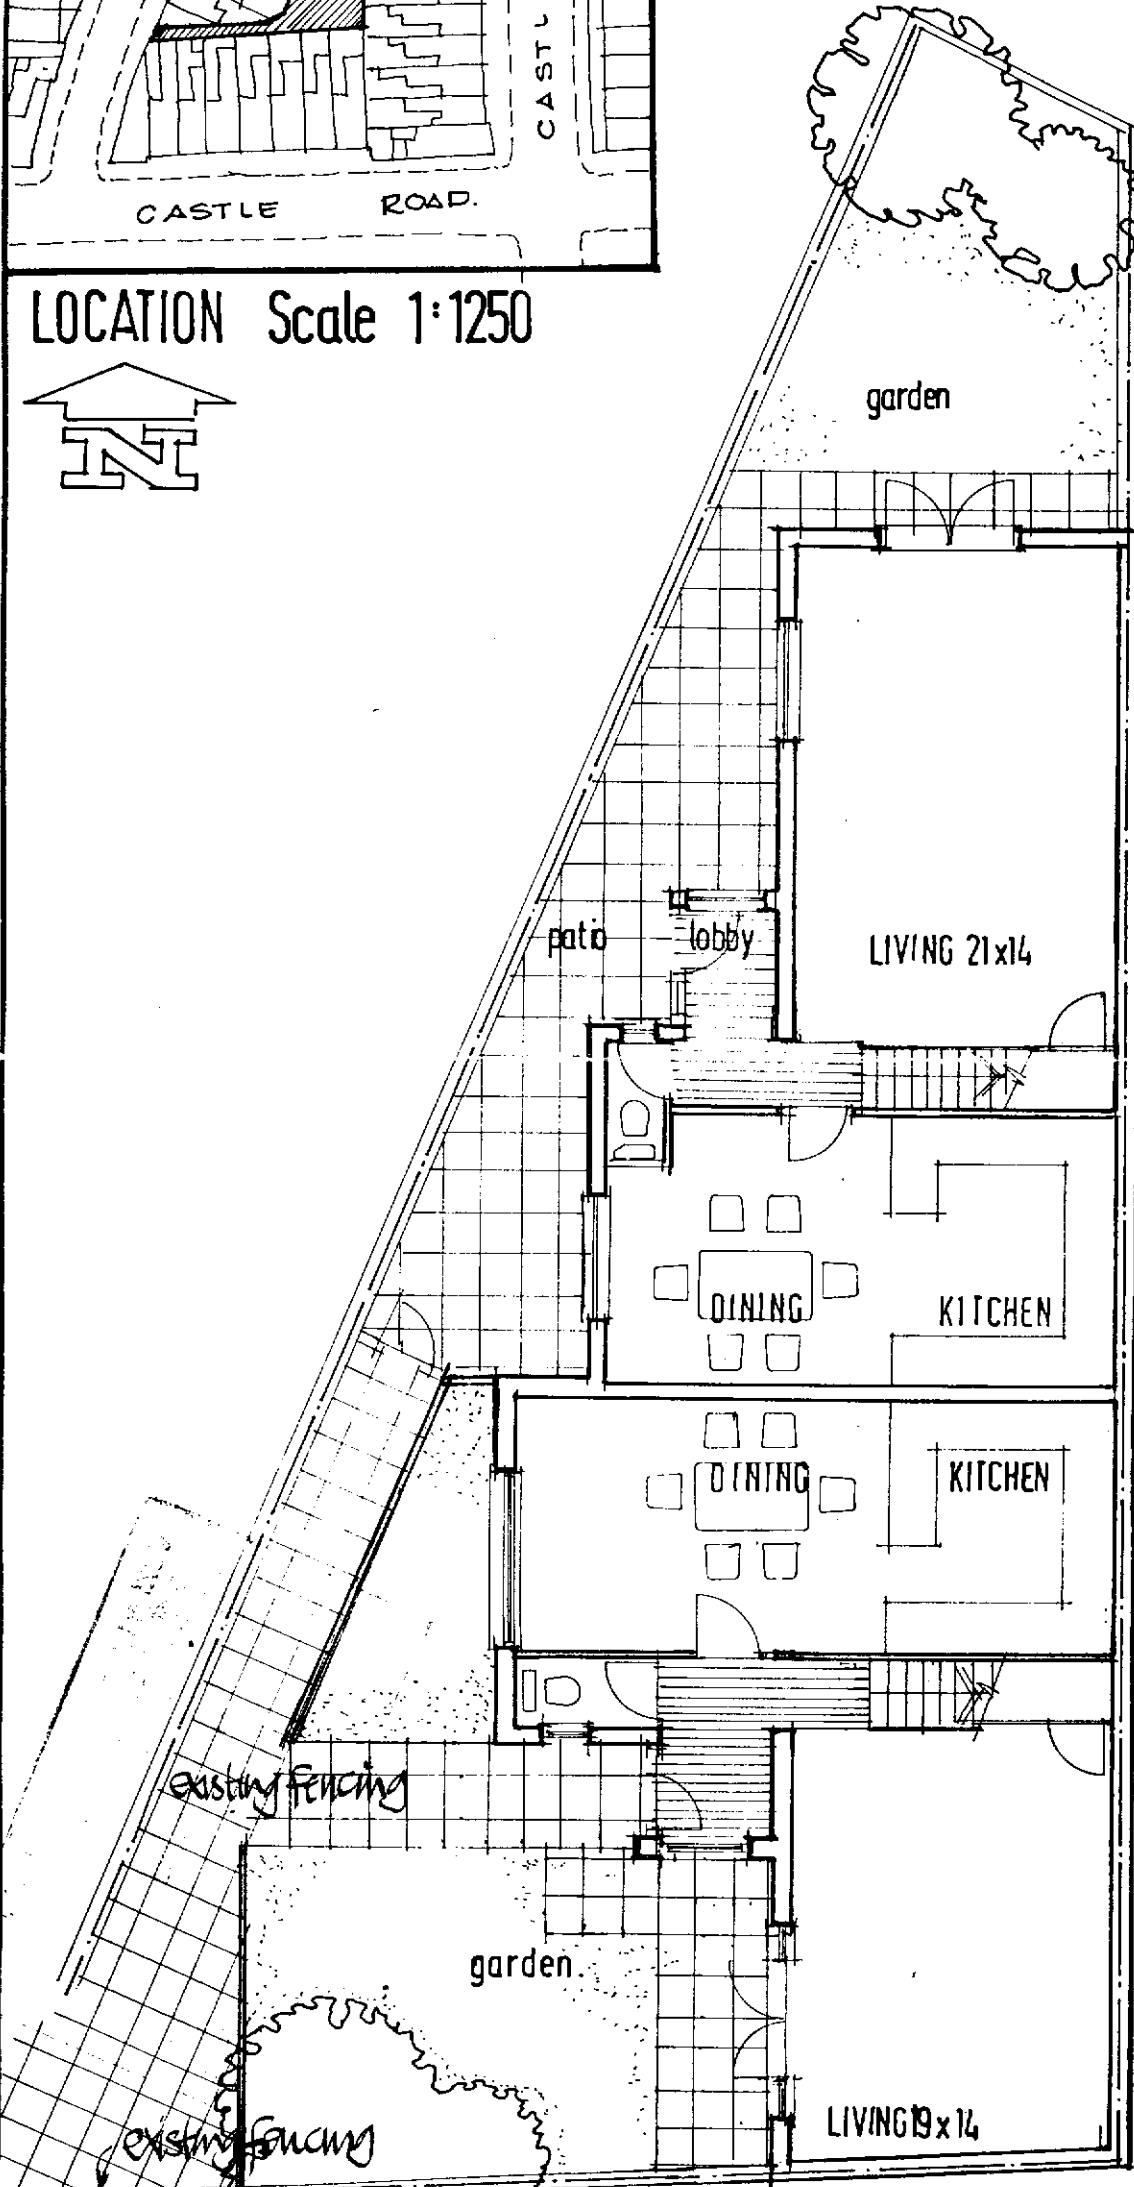 CASTL
CASTLE ROAD.
LOCATION Scale 1:1250
N
garden
patio
lobby
LIVING 21x14
DINING
KITCHEN
DINING
KITCHEN
existing fencing
garden.
LIVING 19x14
existing fencing